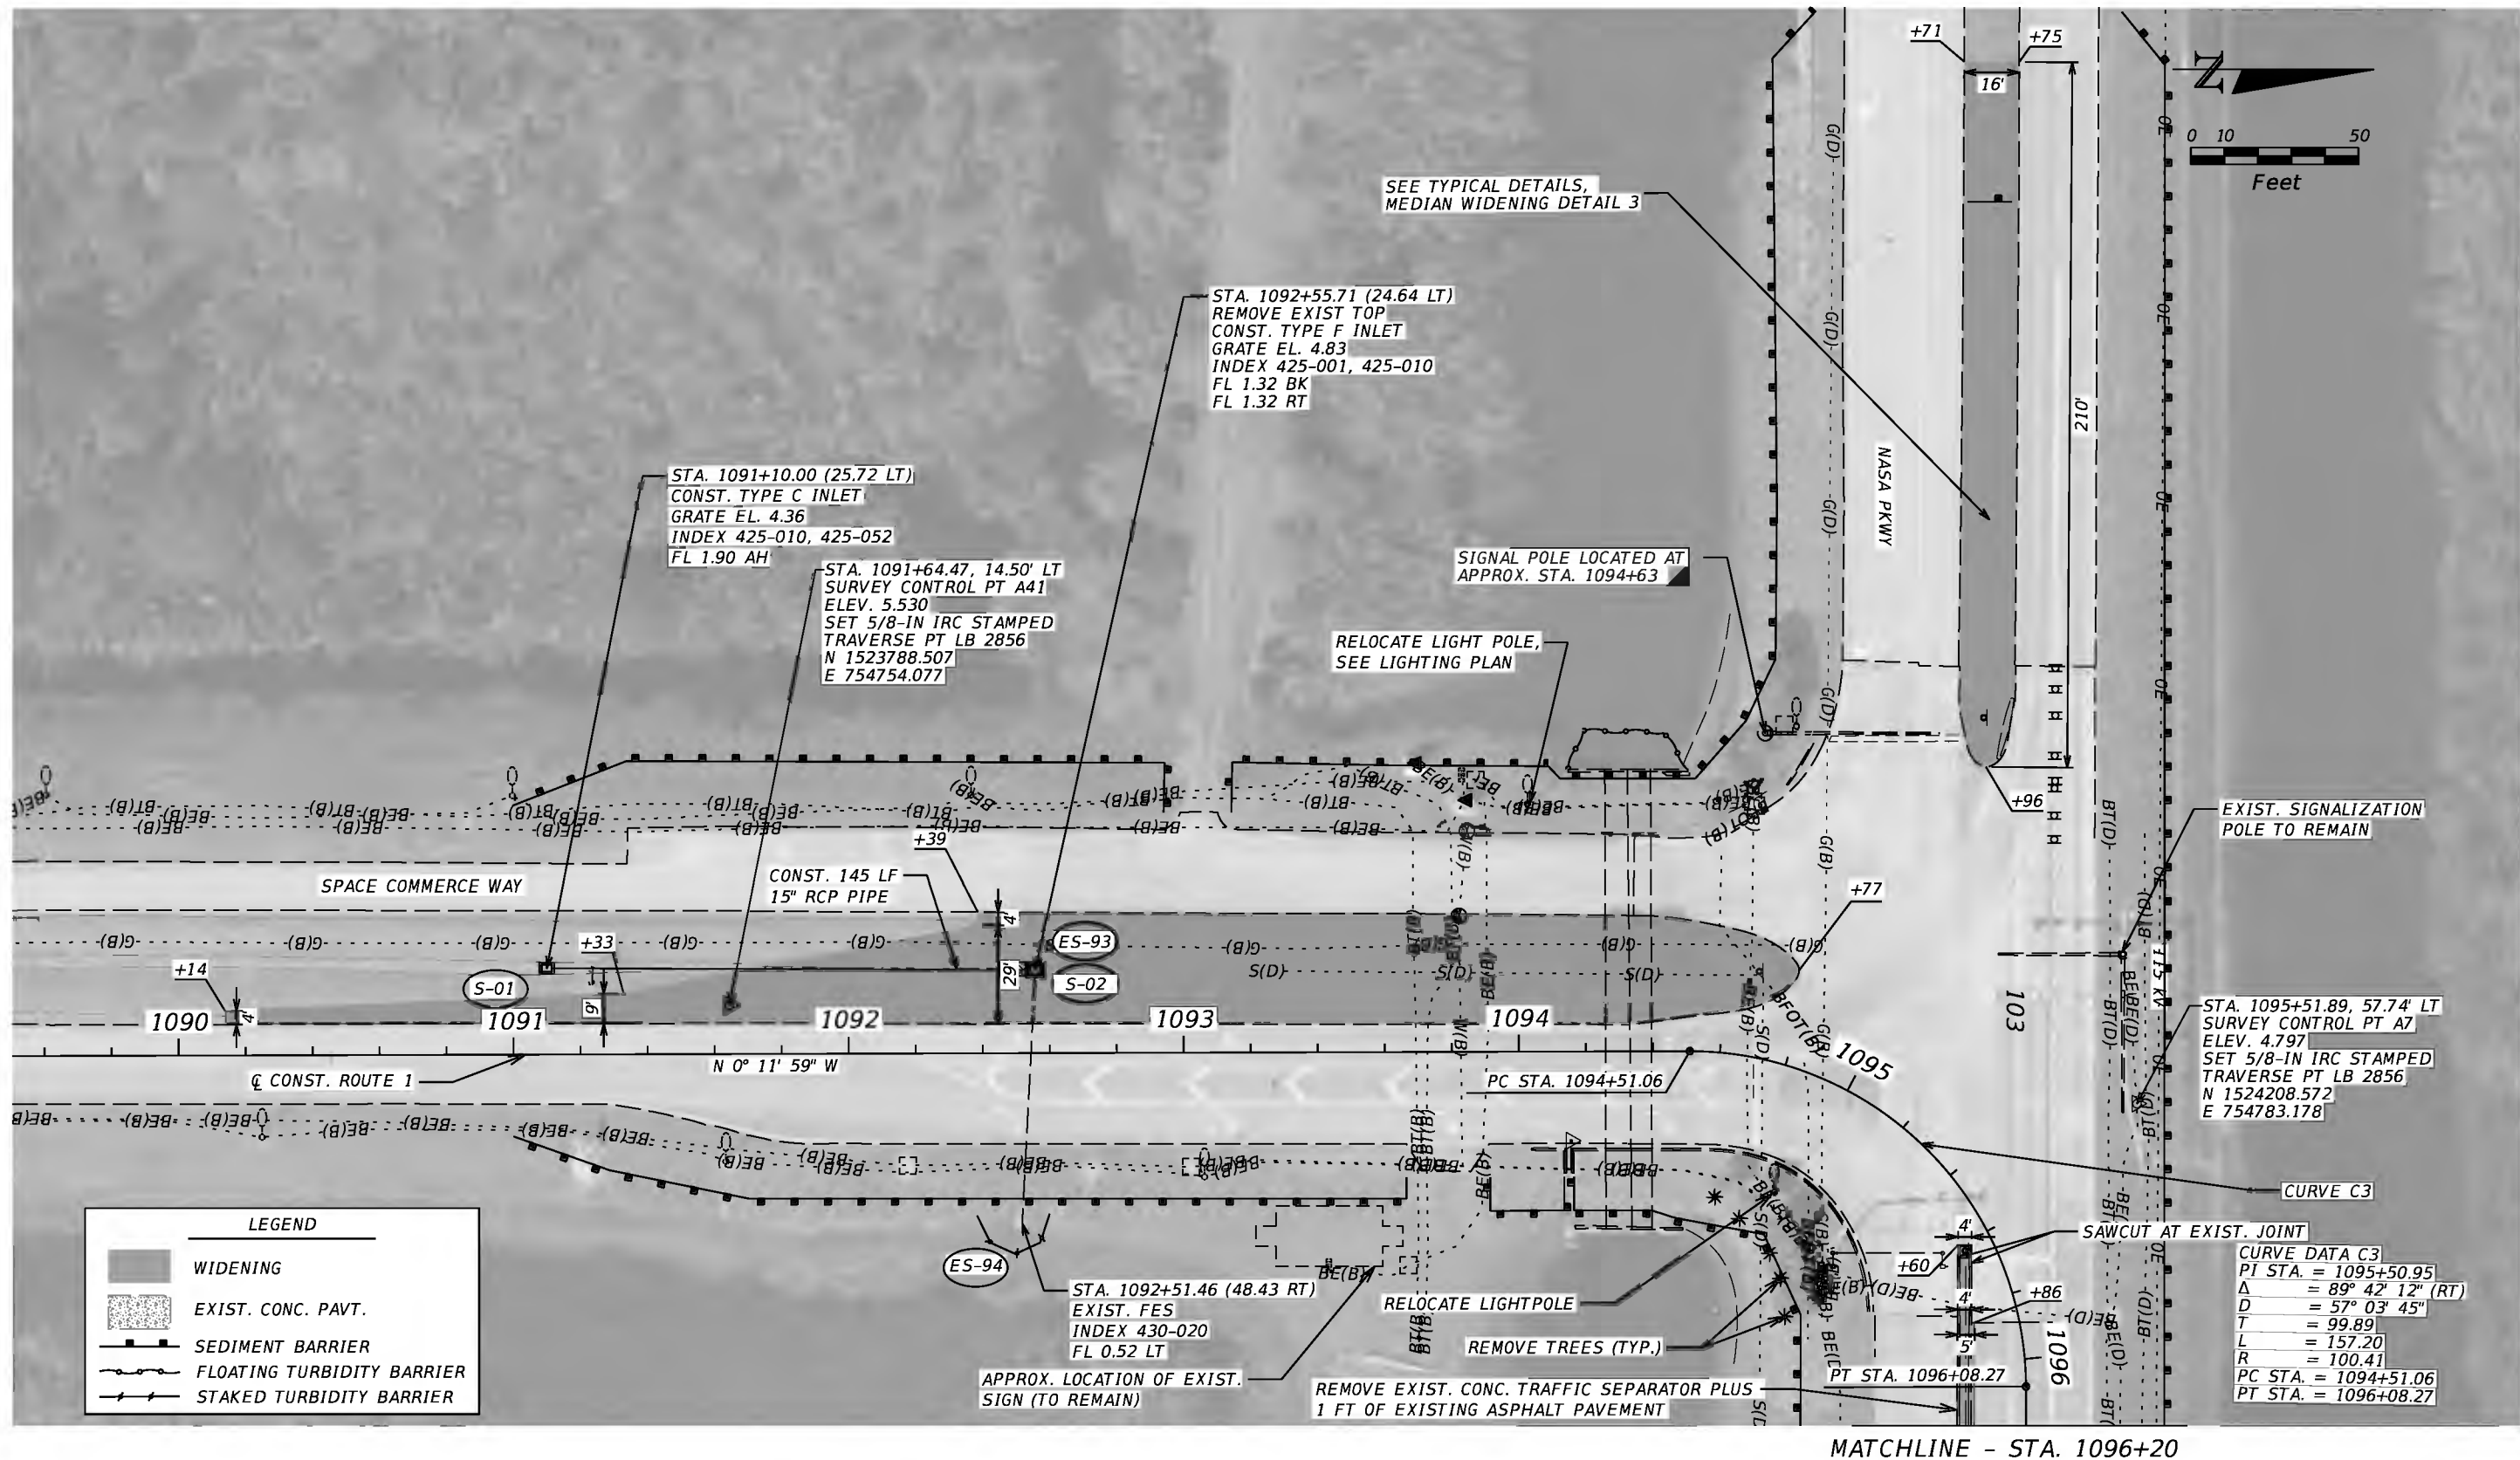 +71
+75
16'
N
0 10 50
Feet
SEE TYPICAL DETAILS,
MEDIAN WIDENING DETAIL 3
210'
NASA PKWY
STA. 1092+55.71 (24.64 LT)
REMOVE EXIST TOP
CONST. TYPE F INLET
GRATE EL. 4.83
INDEX 425-001, 425-010
FL 1.32 BK
FL 1.32 RT
STA. 1091+10.00 (25.72 LT)
CONST. TYPE C INLET
GRATE EL. 4.36
INDEX 425-010, 425-052
FL 1.90 AH
STA. 1091+64.47, 14.50' LT
SURVEY CONTROL PT A41
ELEV. 5.530
SET 5/8-IN IRC STAMPED
TRAVERSE PT LB 2856
N 1523788.507
E 754754.077
SIGNAL POLE LOCATED AT
APPROX. STA. 1094+63
RELOCATE LIGHT POLE,
SEE LIGHTING PLAN
+96
EXIST. SIGNALIZATION
POLE TO REMAIN
+39
SPACE COMMERCE WAY
CONST. 145 LF
15" RCP PIPE
4'
+77
ES-93
+33
29'
S-02
+14
S-01
9'
4'
1090
1091
1092
1093
1094
1095
103
115 KV
STA. 1095+51.89, 57.74' LT
SURVEY CONTROL PT A7
ELEV. 4.797
SET 5/8-IN IRC STAMPED
TRAVERSE PT LB 2856
N 1524208.572
E 754783.178
N 0° 11' 59" W
℄ CONST. ROUTE 1
PC STA. 1094+51.06
CURVE C3
4'
SAWCUT AT EXIST. JOINT
+60
+86
4'
5'
1096
CURVE DATA C3
PI STA. = 1095+50.95
Δ = 89° 42' 12" (RT)
D = 57° 03' 45"
T = 99.89
L = 157.20
R = 100.41
PC STA. = 1094+51.06
PT STA. = 1096+08.27
LEGEND
WIDENING
EXIST. CONC. PAVT.
SEDIMENT BARRIER
FLOATING TURBIDITY BARRIER
STAKED TURBIDITY BARRIER
ES-94
STA. 1092+51.46 (48.43 RT)
EXIST. FES
INDEX 430-020
FL 0.52 LT
APPROX. LOCATION OF EXIST.
SIGN (TO REMAIN)
RELOCATE LIGHTPOLE
REMOVE TREES (TYP.)
PT STA. 1096+08.27
REMOVE EXIST. CONC. TRAFFIC SEPARATOR PLUS
1 FT OF EXISTING ASPHALT PAVEMENT
MATCHLINE - STA. 1096+20